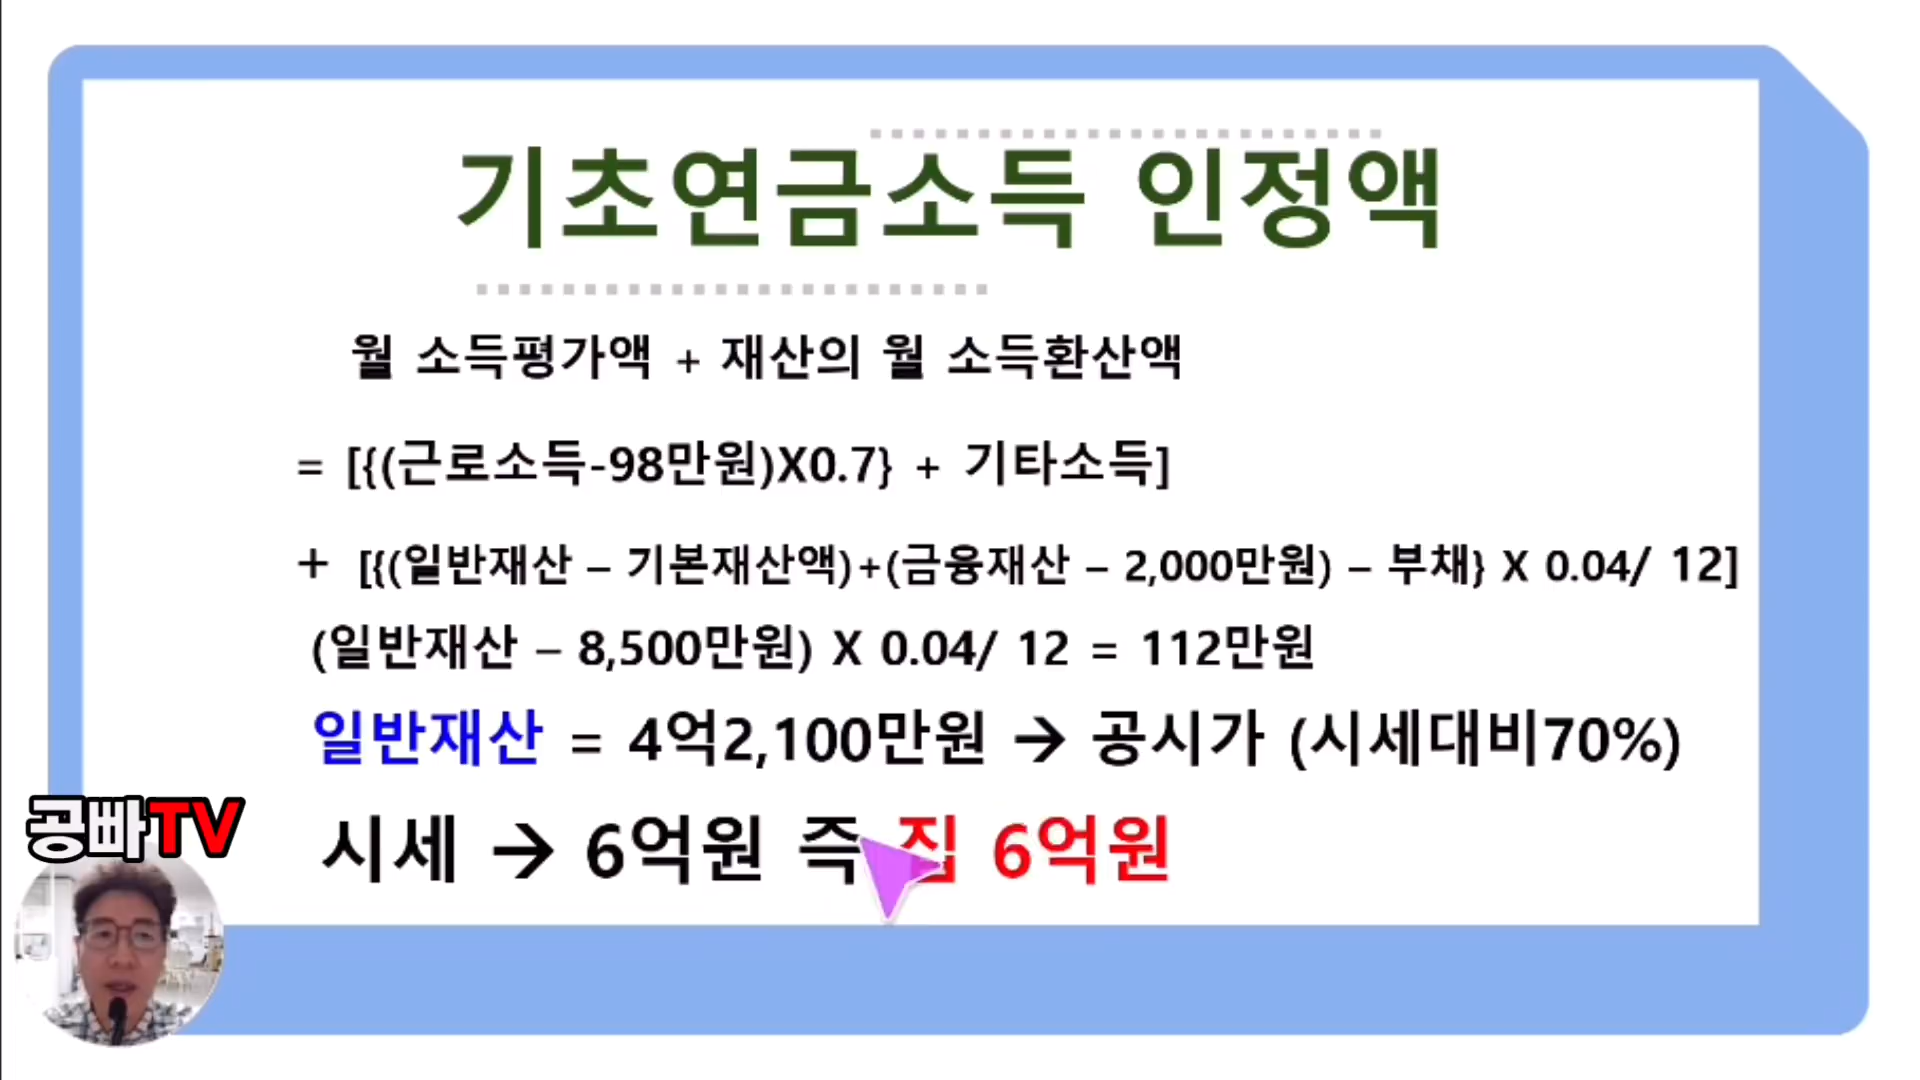 기초연금소득 인정액
월 소득평가액 + 재산의 월 소득환산액
= [{(근로소득-98만원)X0.7} + 기타소득]
+ [{(일반재산 – 기본재산액)+(금융재산 – 2,000만원) – 부채} X 0.04/ 12]
(일반재산 – 8,500만원) X 0.04/ 12 = 112만원
일반재산 = 4억2,100만원 → 공시가 (시세대비70%)
시세 → 6억원 즉 집 6억원
공빠TV